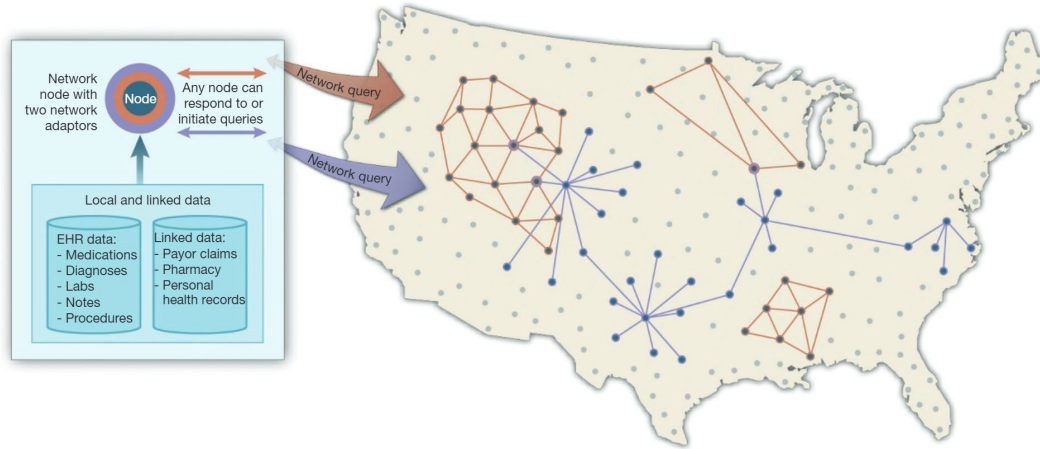 Network
node with
two network
adaptors
Node
Any node can
respond to or
initiate queries
Network query
Network query
Local and linked data
EHR data:
- Medications
- Diagnoses
- Labs
- Notes
- Procedures
Linked data:
- Payor claims
- Pharmacy
- Personal
health records